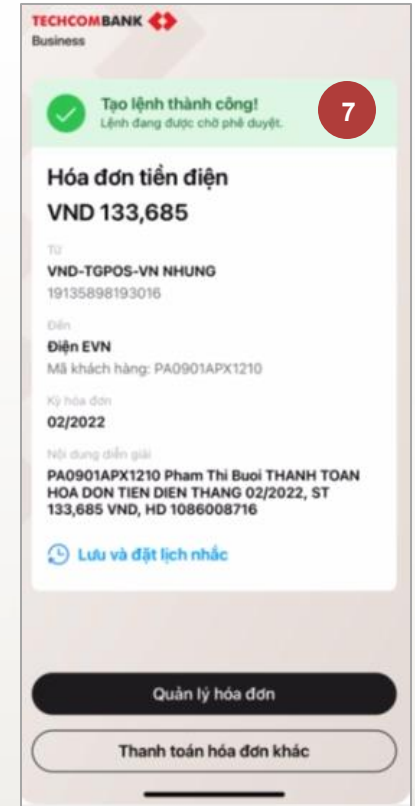 TECHCOMBANK
Business
Tạo lệnh thành công!
Lệnh đang được chờ phê duyệt.
7
Hóa đơn tiền điện
VND 133,685
Từ
VND-TGPOS-VN NHUNG
19135898193016
Đến
Điện EVN
Mã khách hàng: PA0901APX1210
Kỳ hóa đơn
02/2022
Nội dung diễn giải
PA0901APX1210 Pham Thi Buoi THANH TOAN
HOA DON TIEN DIEN THANG 02/2022, ST
133,685 VND, HD 1086008716
Lưu và đặt lịch nhắc
Quản lý hóa đơn
Thanh toán hóa đơn khác